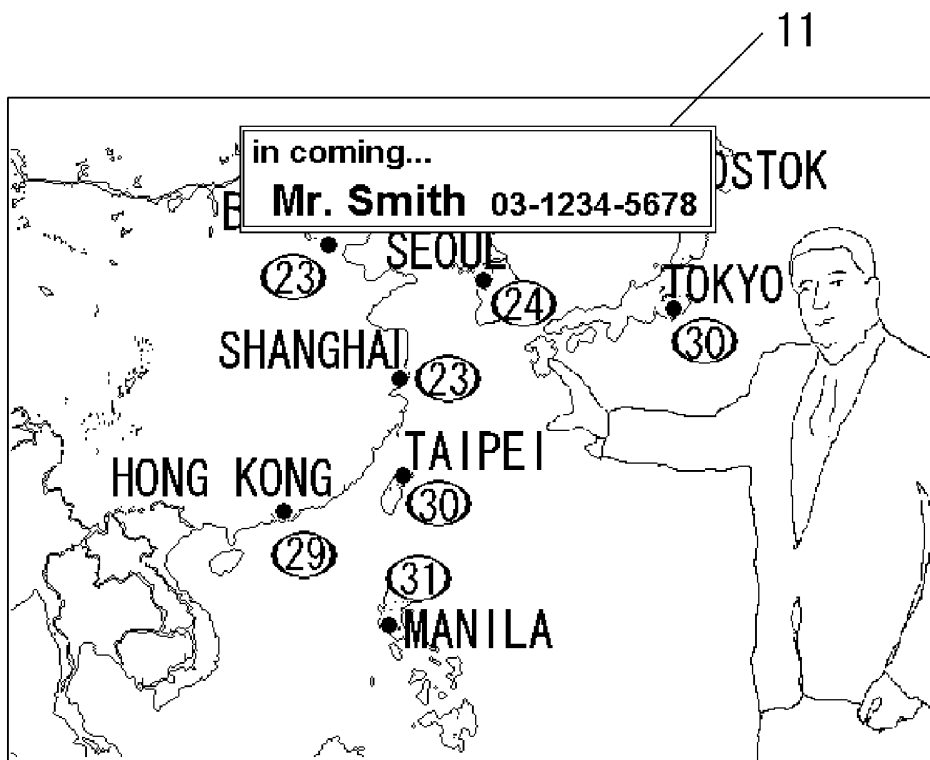 11
in coming...
Mr. Smith 03-1234-5678
OSTOK
B
SEOUL
23
24
TOKYO
30
SHANGHAI
23
TAIPEI
HONG KONG
30
29
31
MANILA